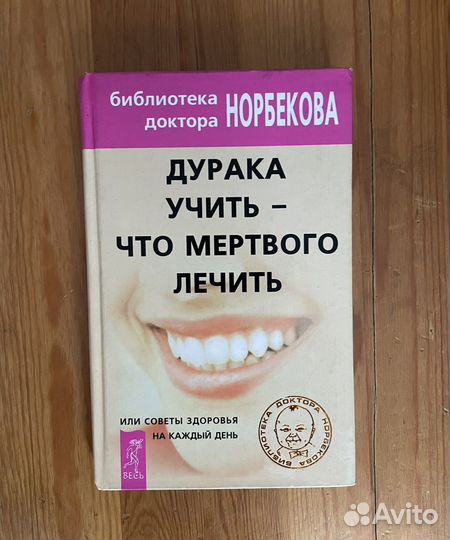 библиотека
доктора НОРБЕКОВА
ДУРАКА
УЧИТЬ –
ЧТО МЕРТВОГО
ЛЕЧИТЬ
ИЛИ СОВЕТЫ ЗДОРОВЬЯ
НА КАЖДЫЙ ДЕНЬ
БИБЛИОТЕКА ДОКТОРА НОРБЕКОВА
ВЕСЬ
Avito